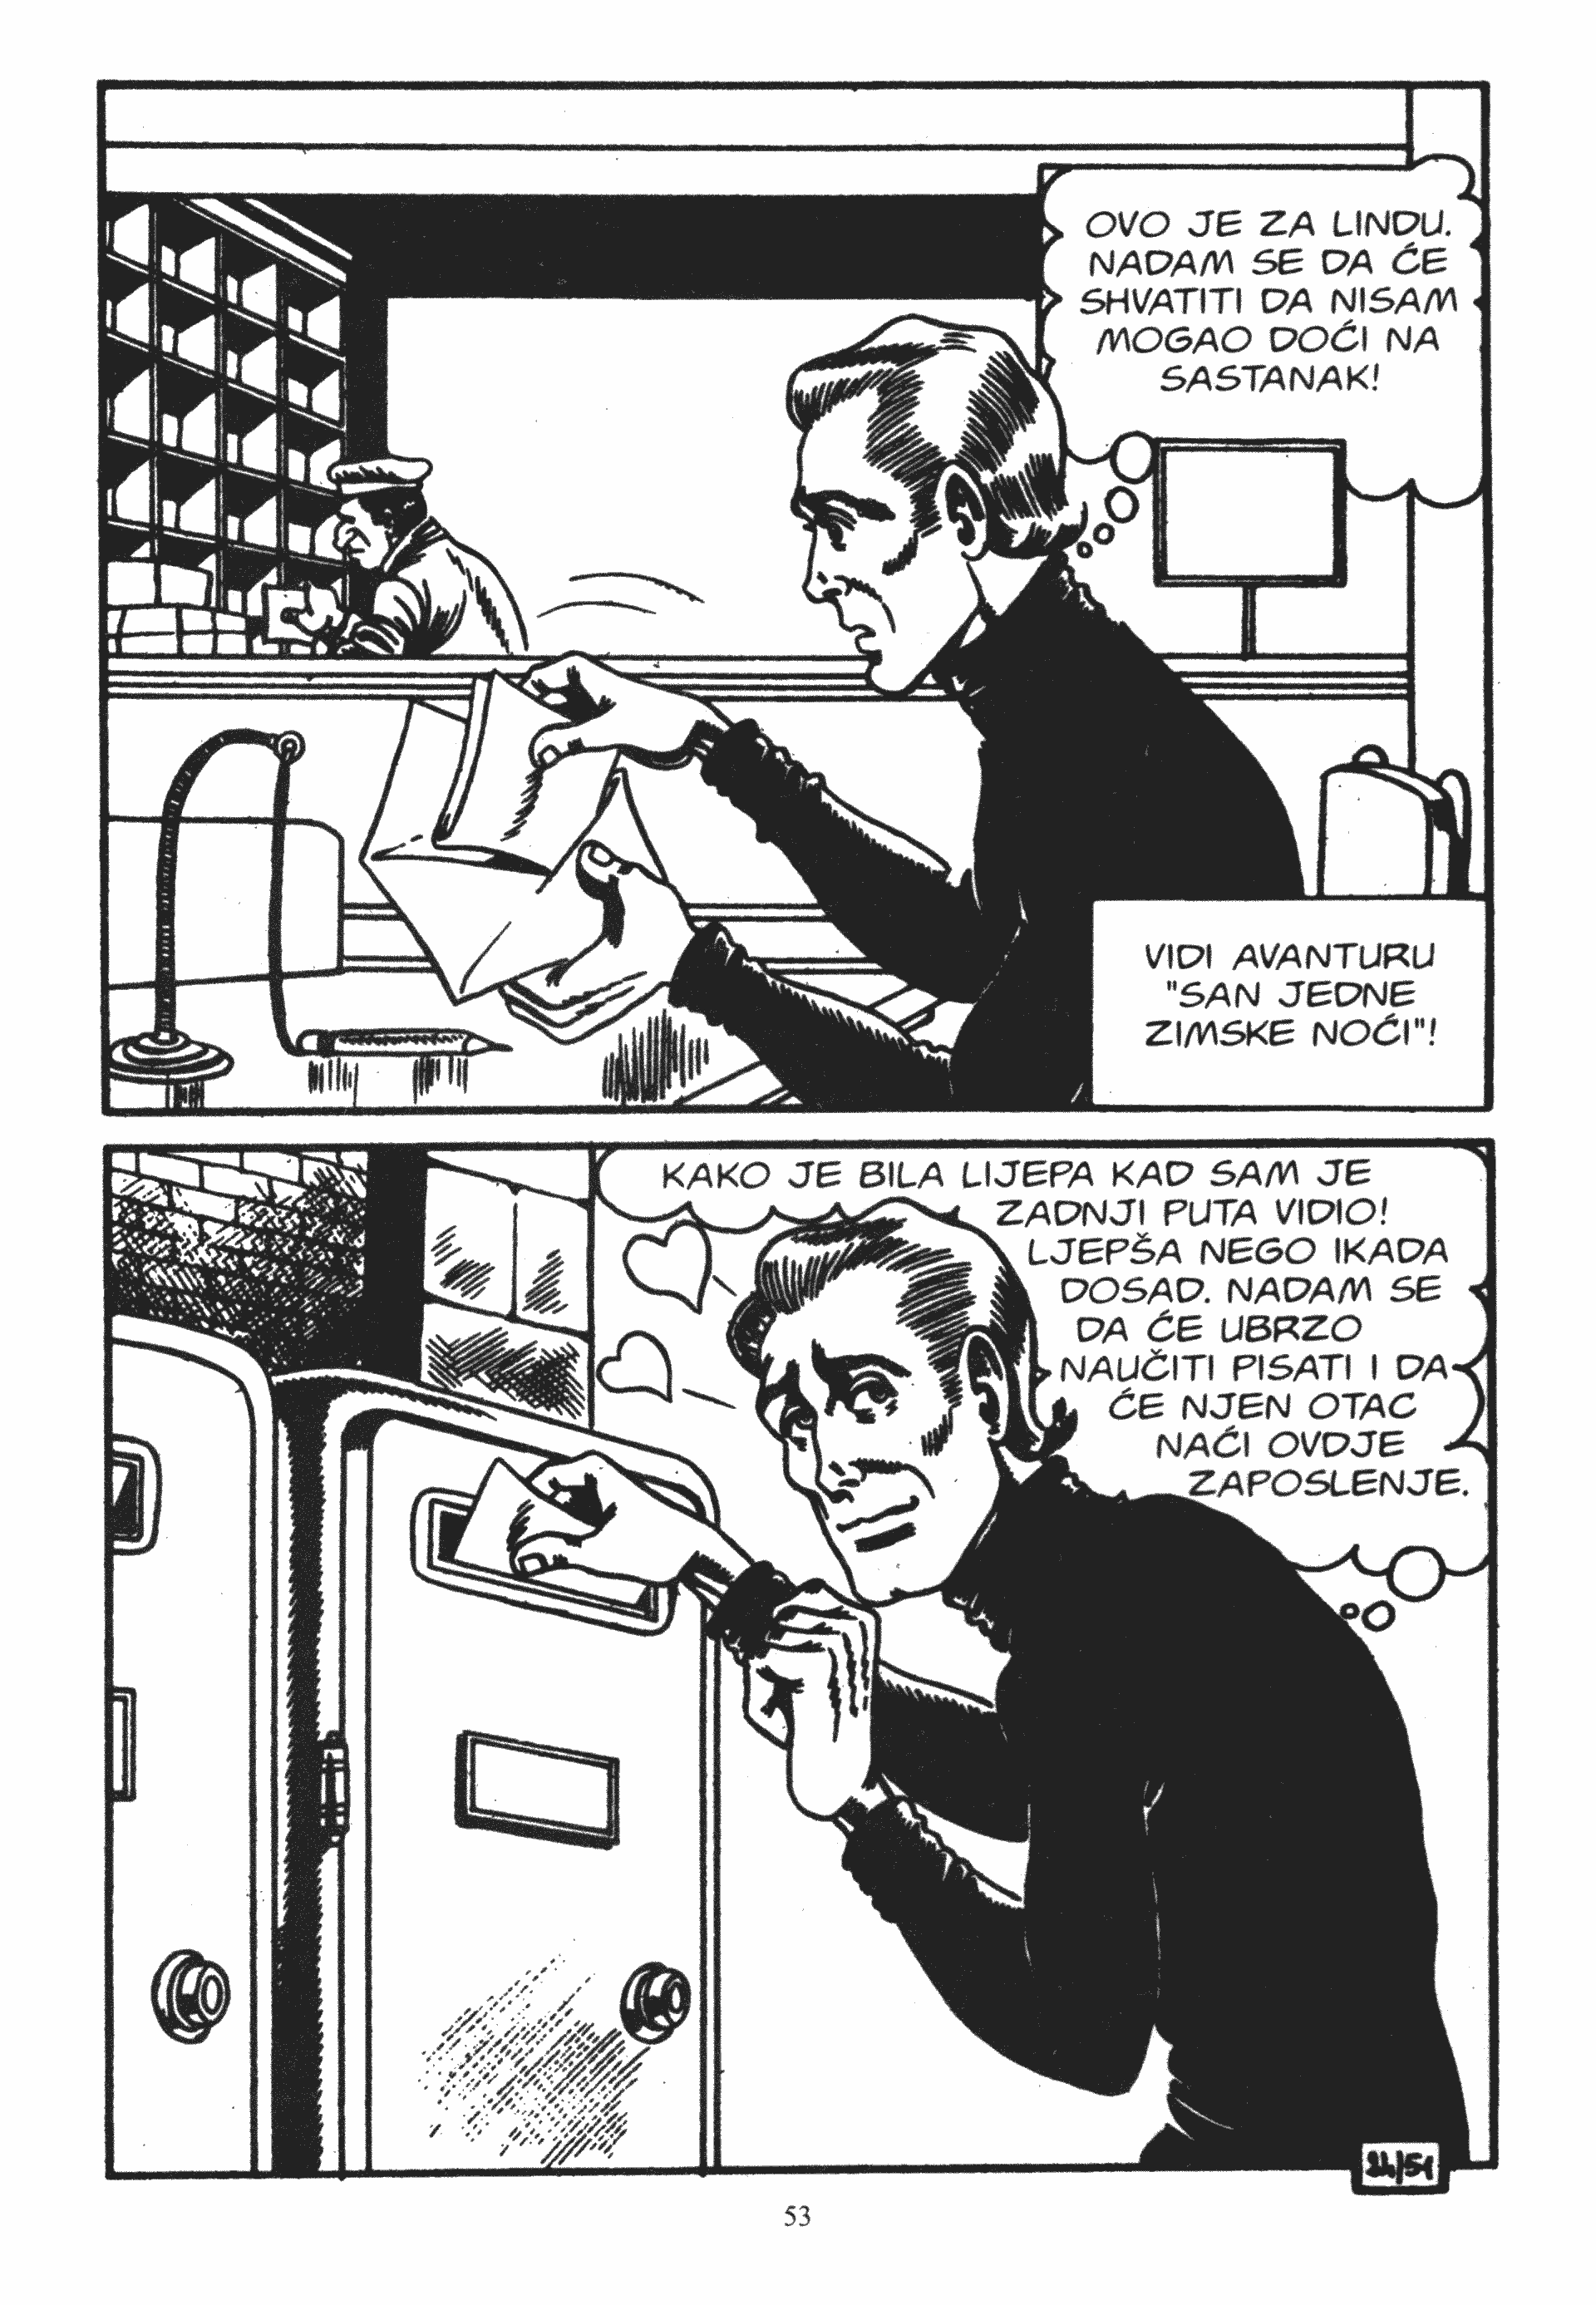 OVO JE ZA LINDU.
NADAM SE DA ĆE
SHVATITI DA NISAM
MOGAO DOĆI NA
SASTANAK!
VIDI AVANTURU
"SAN JEDNE
ZIMSKE NOĆI"!
KAKO JE BILA LIJEPA KAD SAM JE
ZADNJI PUTA VIDIO!
LJEPŠA NEGO IKADA
DOSAD. NADAM SE
DA ĆE UBRZO
NAUČITI PISATI I DA
ĆE NJEN OTAC
NAĆI OVDJE
ZAPOSLENJE.
53